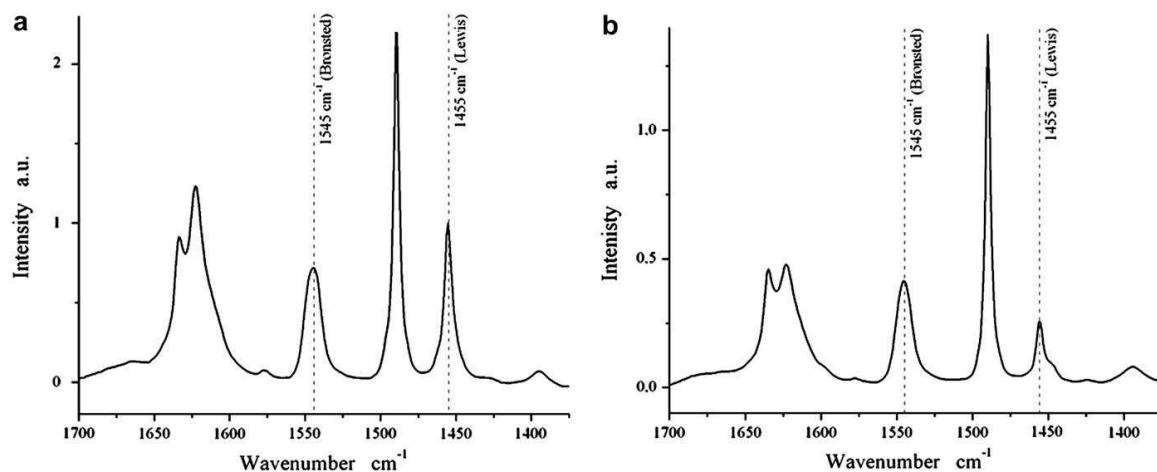 a
2
1
0
Intensity a.u.
1545 cm⁻¹ (Bronsted)
1455 cm⁻¹ (Lewis)
1700 1650 1600 1550 1500 1450 1400
Wavenumber cm⁻¹
b
1.0
0.5
0.0
Intenisty a.u.
1545 cm⁻¹ (Bronsted)
1455 cm⁻¹ (Lewis)
1700 1650 1600 1550 1500 1450 1400
Wavenumber cm⁻¹